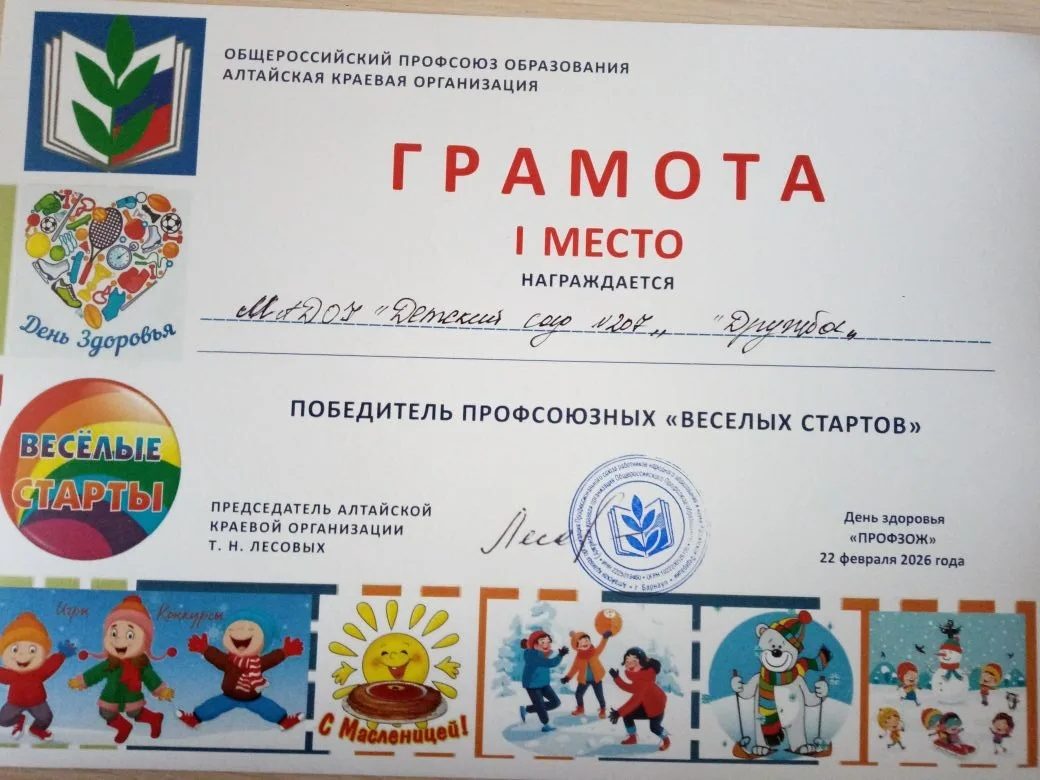 ОБЩЕРОССИЙСКИЙ ПРОФСОЮЗ ОБРАЗОВАНИЯ
АЛТАЙСКАЯ КРАЕВАЯ ОРГАНИЗАЦИЯ
ГРАМОТА
I МЕСТО
НАГРАЖДАЕТСЯ
МАДОУ "Детский сад №207" "Дружба"
День Здоровья
ПОБЕДИТЕЛЬ ПРОФСОЮЗНЫХ «ВЕСЕЛЫХ СТАРТОВ»
ВЕСЁЛЫЕ
СТАРТЫ
ПРЕДСЕДАТЕЛЬ АЛТАЙСКОЙ
КРАЕВОЙ ОРГАНИЗАЦИИ
Т. Н. ЛЕСОВЫХ
День здоровья
«ПРОФЗОЖ»
22 февраля 2026 года
Игры Конкурсы
С Масленицей!